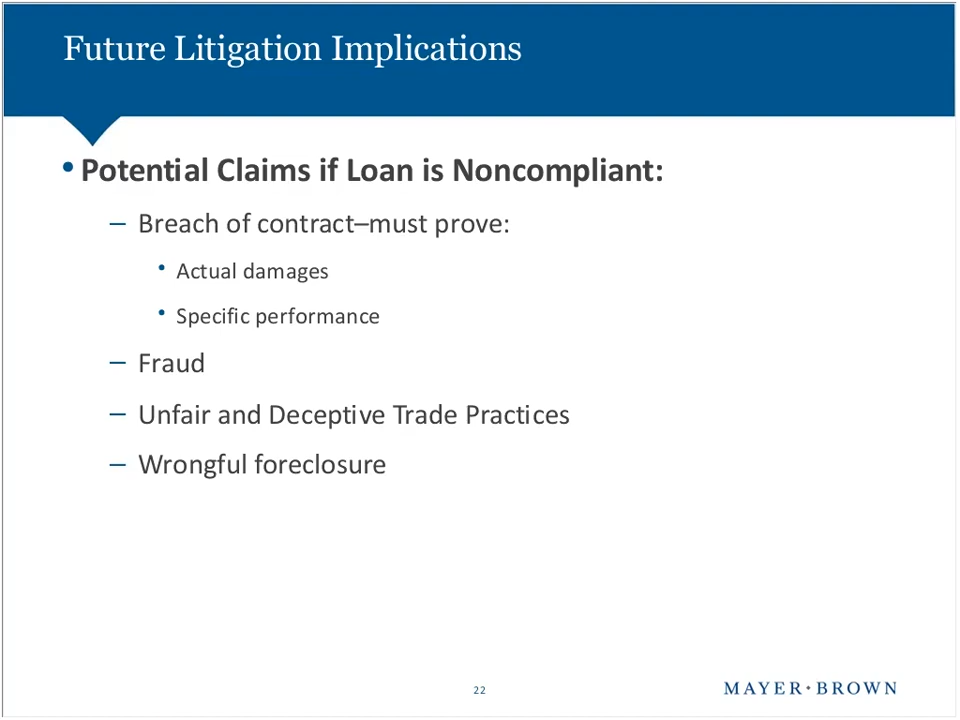 Future Litigation Implications
• Potential Claims if Loan is Noncompliant:
– Breach of contract–must prove:
• Actual damages
• Specific performance
– Fraud
– Unfair and Deceptive Trade Practices
– Wrongful foreclosure
22
MAYER•BROWN